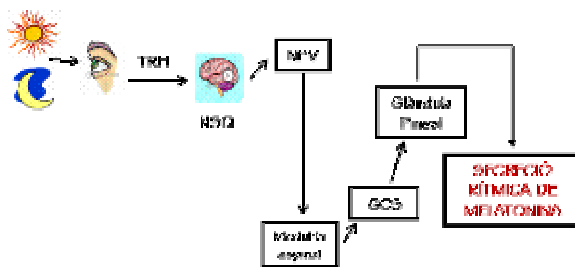 TRH
NSQ
NPV
Glàndula
Pineal
GCS
Medul·la
espinal
SECRECIÓ
RÍTMICA DE
MELATONINA